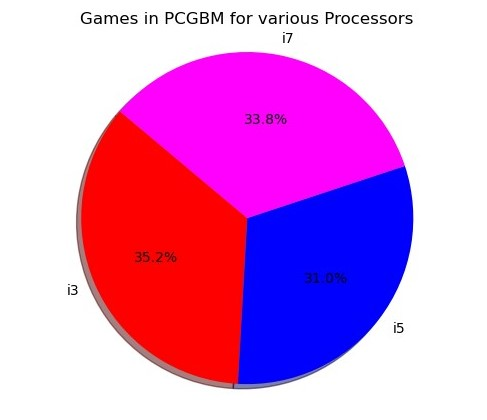 Games in PCGBM for various Processors
i7
33.8%
35.2%
31.0%
i3
i5